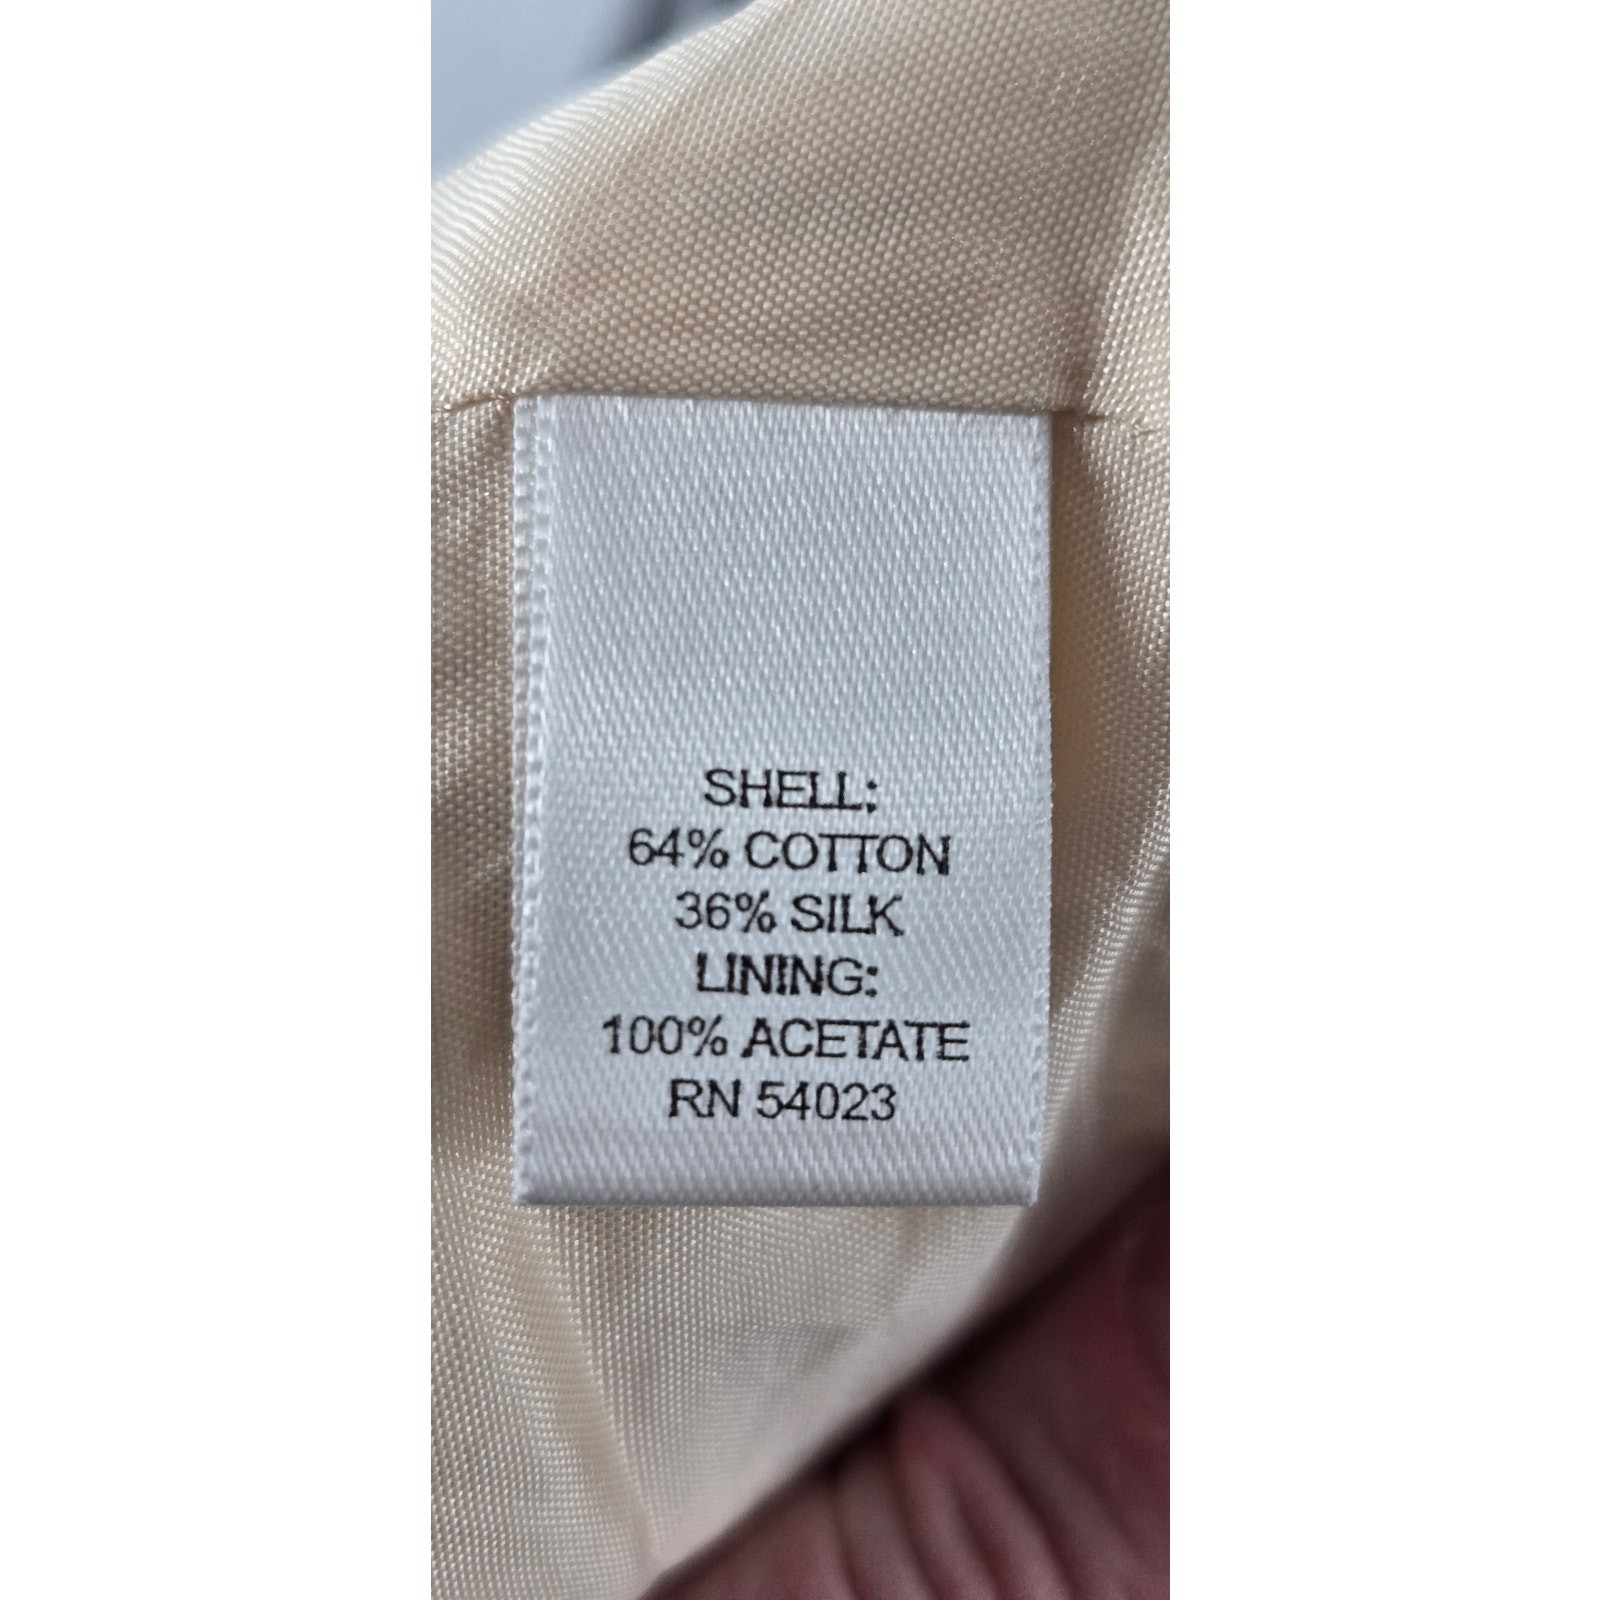 SHELL:
64% COTTON
36% SILK
LINING:
100% ACETATE
RN 54023